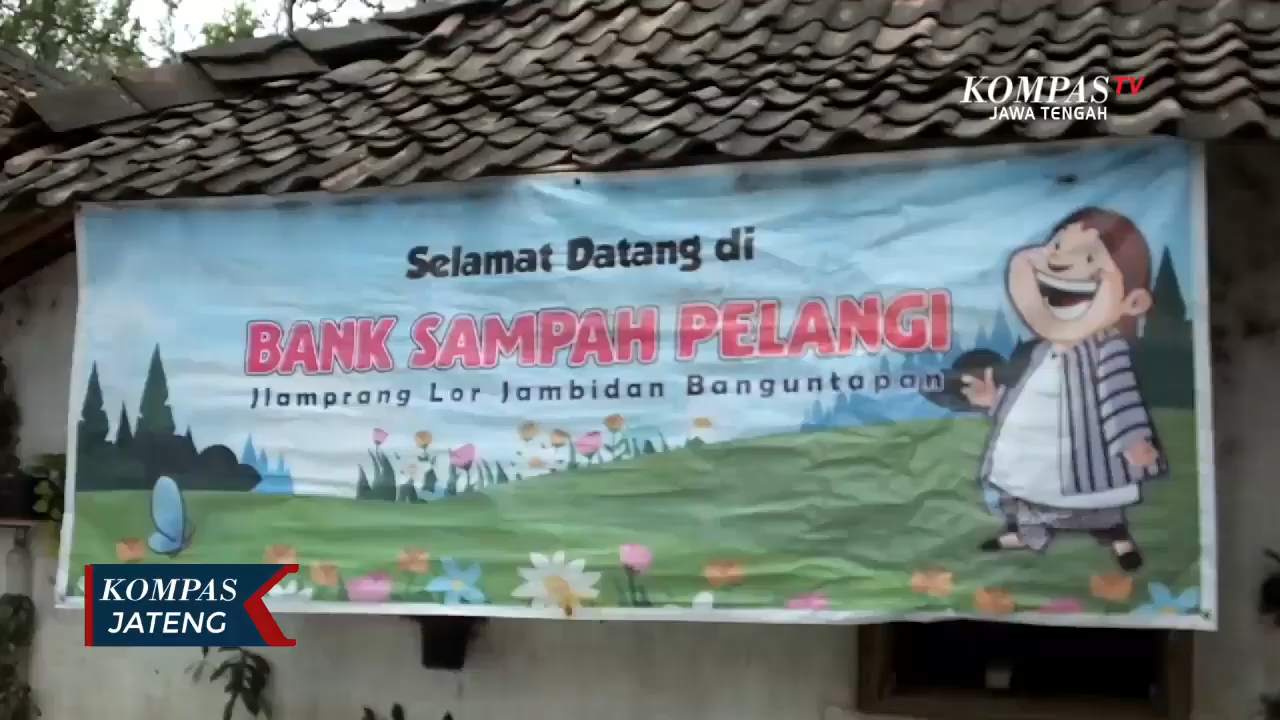 KOMPAS TV
JAWA TENGAH
Selamat Datang di
BANK SAMPAH PELANGI
Jlamprang Lor Jambidan Banguntapan
KOMPAS
JATENG